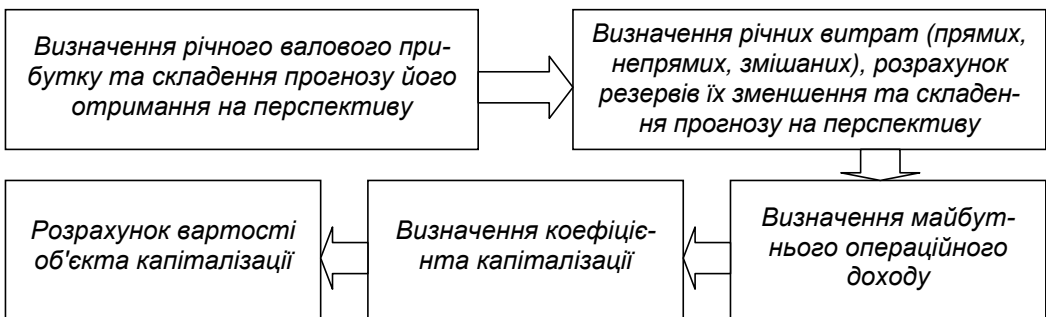 Визначення річного валового при-
бутку та складення прогнозу його
отримання на перспективу
Визначення річних витрат (прямих,
непрямих, змішаних), розрахунок
резервів їх зменшення та складен-
ня прогнозу на перспективу
Визначення майбут-
нього операційного
доходу
Визначення коефіціє-
нта капіталізації
Розрахунок вартості
об'єкта капіталізації